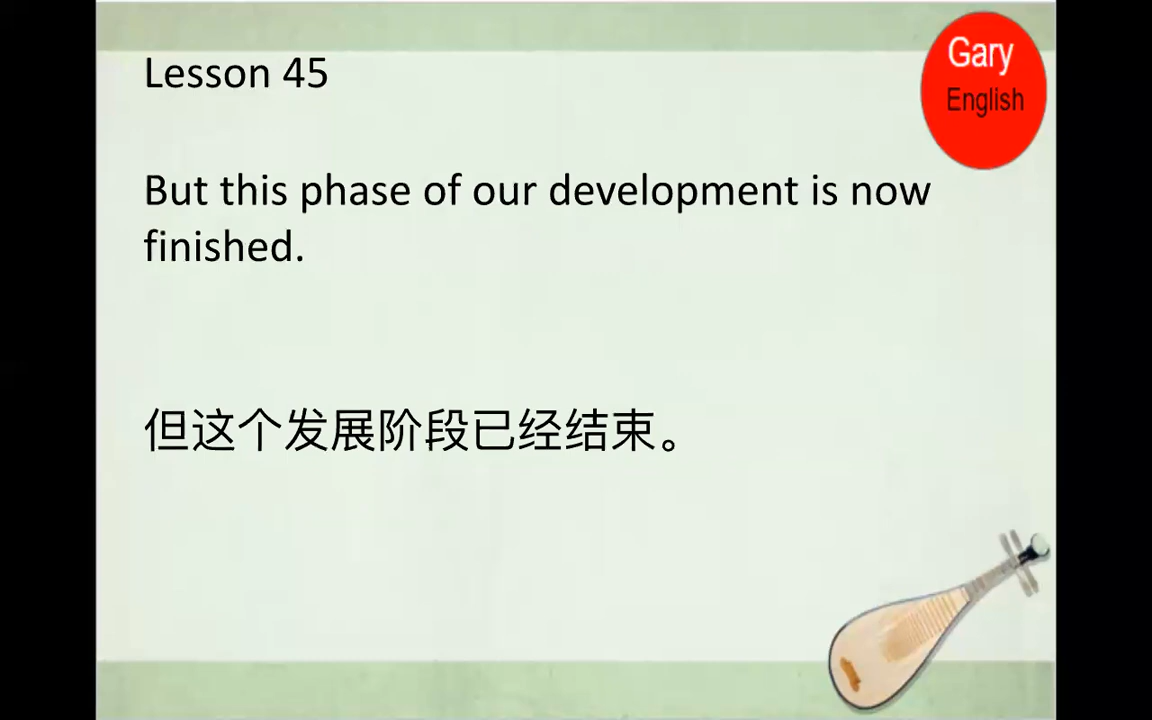 Lesson 45
Gary
English
But this phase of our development is now
finished.
但这个发展阶段已经结束。